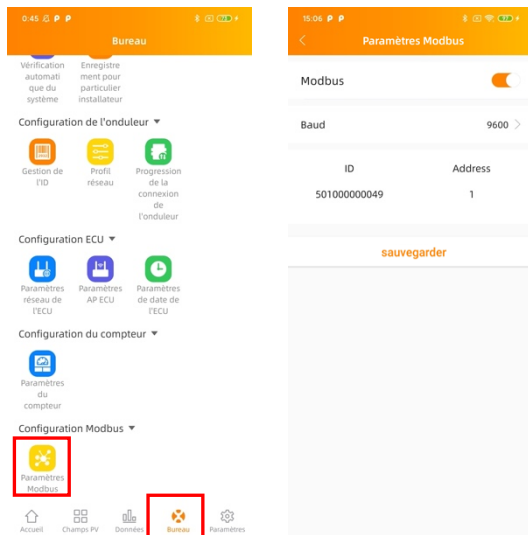 0:45
Bureau
Vérification
automati
que du
système
Enregistre
ment pour
particulier
installateur
Configuration de l'onduleur
Gestion de
l'ID
Profil
réseau
Progression
de la
connexion
de
l'onduleur
Configuration ECU
Paramètres
réseau de
l'ECU
Paramètres
AP ECU
Paramètres
de date de
l'ECU
Configuration du compteur
Paramètres
du
compteur
Configuration Modbus
Paramètres
Modbus
Accueil
Champs PV
Données
Bureau
Paramètres
15:06
Paramètres Modbus
Modbus
Baud 9600
ID Address
501000000049 1
sauvegarder